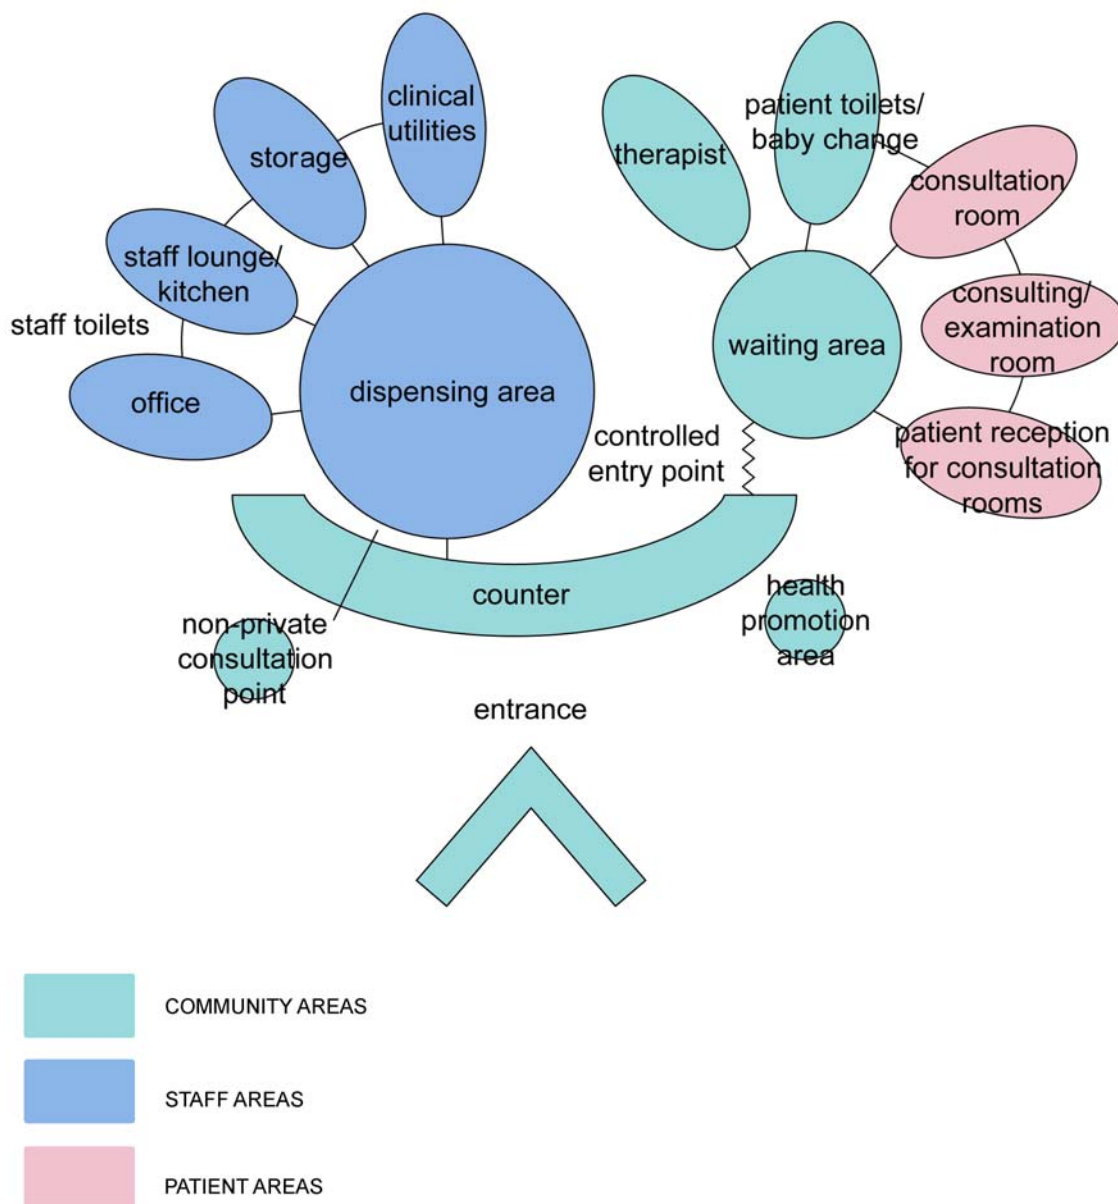 clinical
utilities
storage
staff lounge/
kitchen
staff toilets
office
dispensing area
therapist
patient toilets/
baby change
consultation
room
consulting/
examination
room
waiting area
patient reception
for consultation
rooms
controlled
entry point
counter
non-private
consultation
point
health
promotion
area
entrance
COMMUNITY AREAS
STAFF AREAS
PATIENT AREAS